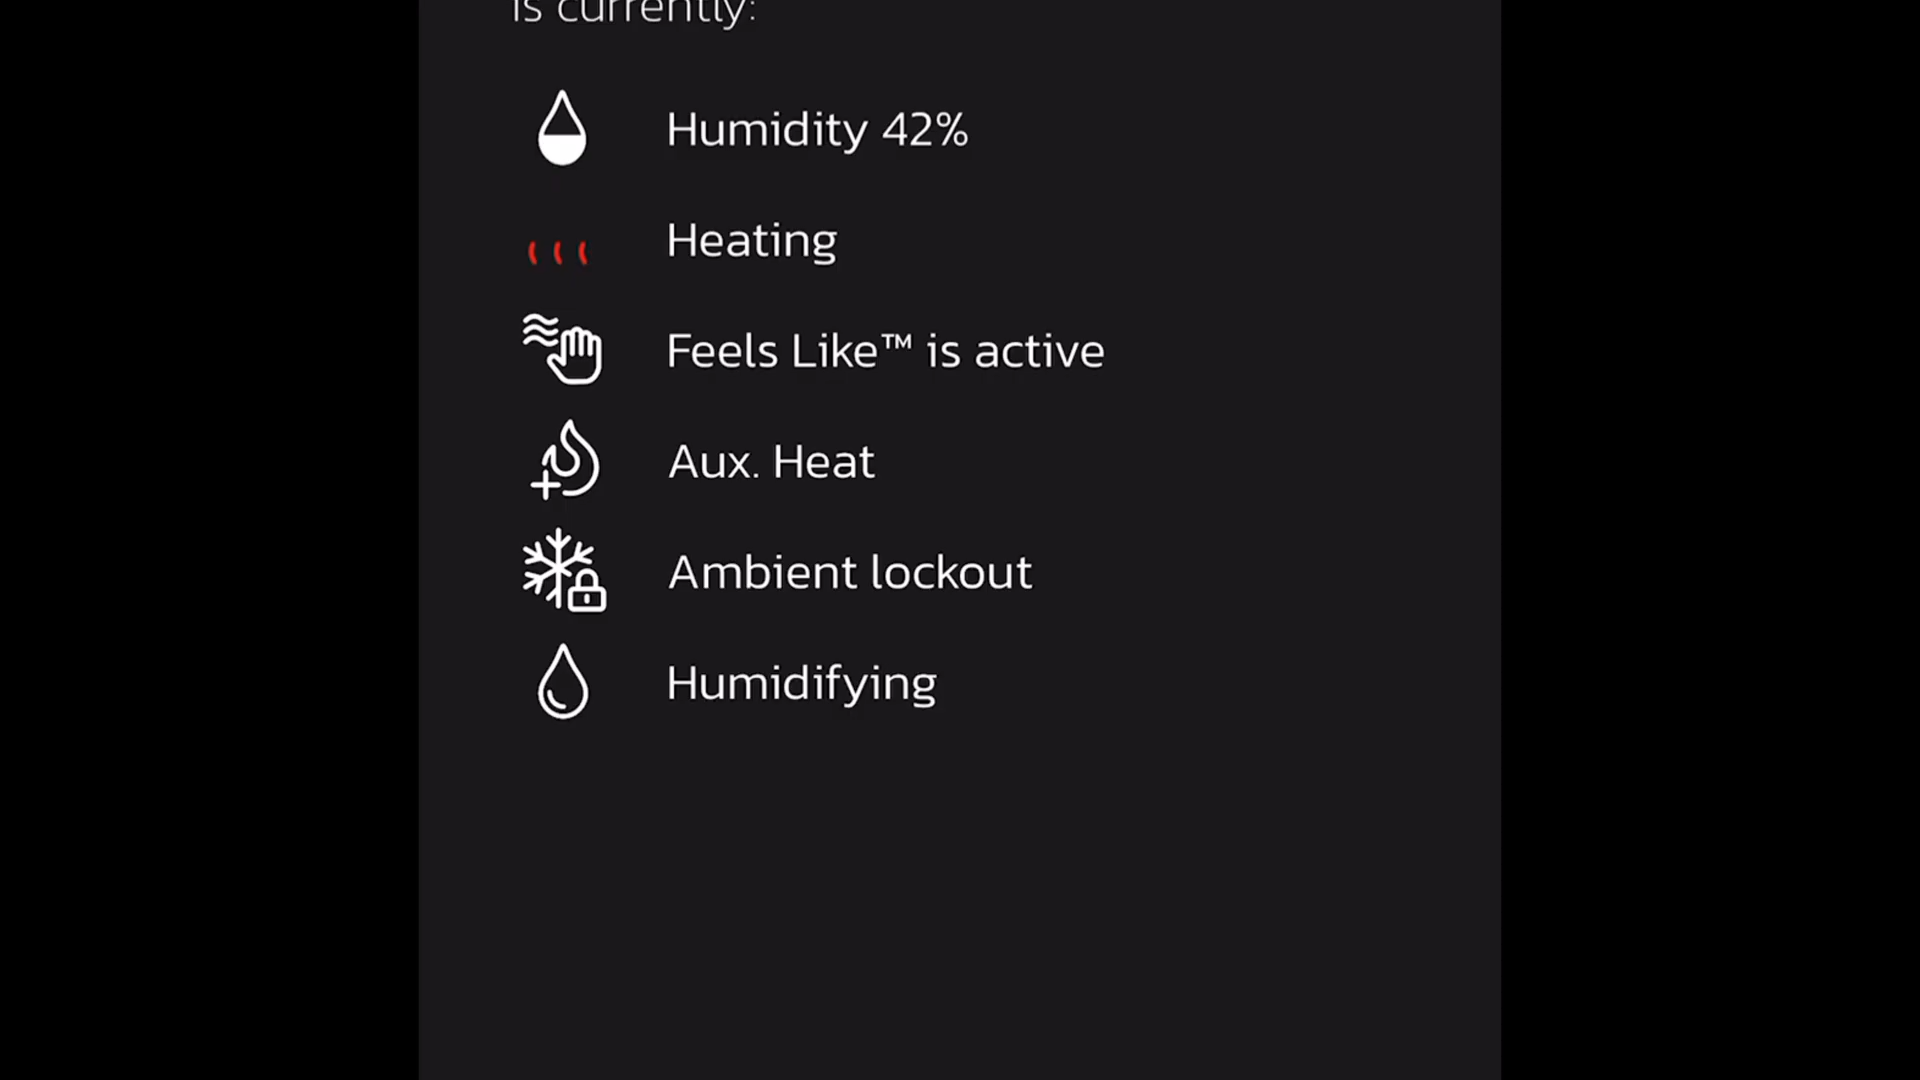 is currently:
Humidity 42%
Heating
Feels Like™ is active
Aux. Heat
Ambient lockout
Humidifying